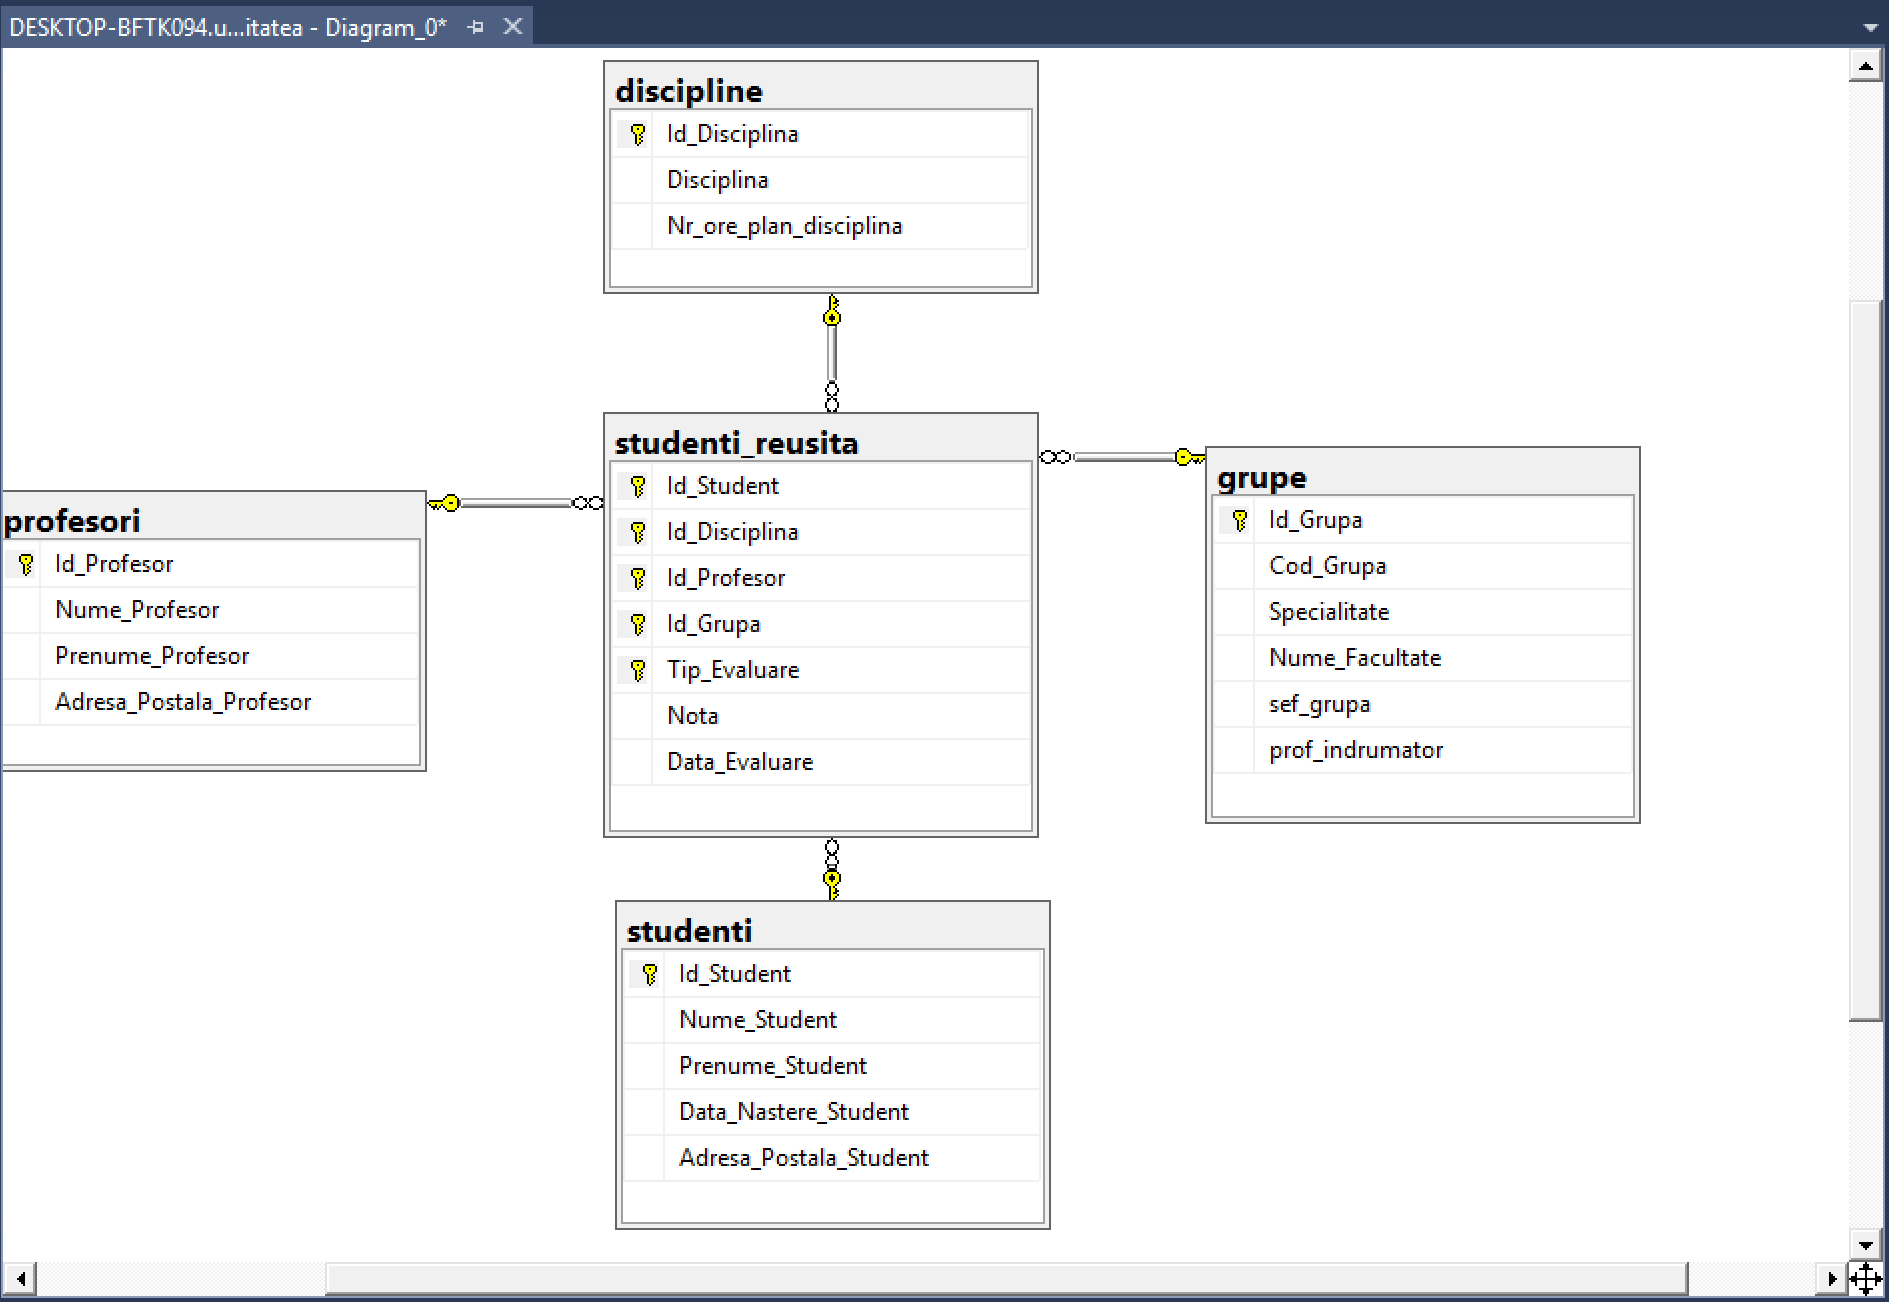 DESKTOP-BFTK094.u...itatea - Diagram_0*
discipline
Id_Disciplina
Disciplina
Nr_ore_plan_disciplina
studenti_reusita
Id_Student
Id_Disciplina
Id_Profesor
Id_Grupa
Tip_Evaluare
Nota
Data_Evaluare
profesori
Id_Profesor
Nume_Profesor
Prenume_Profesor
Adresa_Postala_Profesor
grupe
Id_Grupa
Cod_Grupa
Specialitate
Nume_Facultate
sef_grupa
prof_indrumator
studenti
Id_Student
Nume_Student
Prenume_Student
Data_Nastere_Student
Adresa_Postala_Student